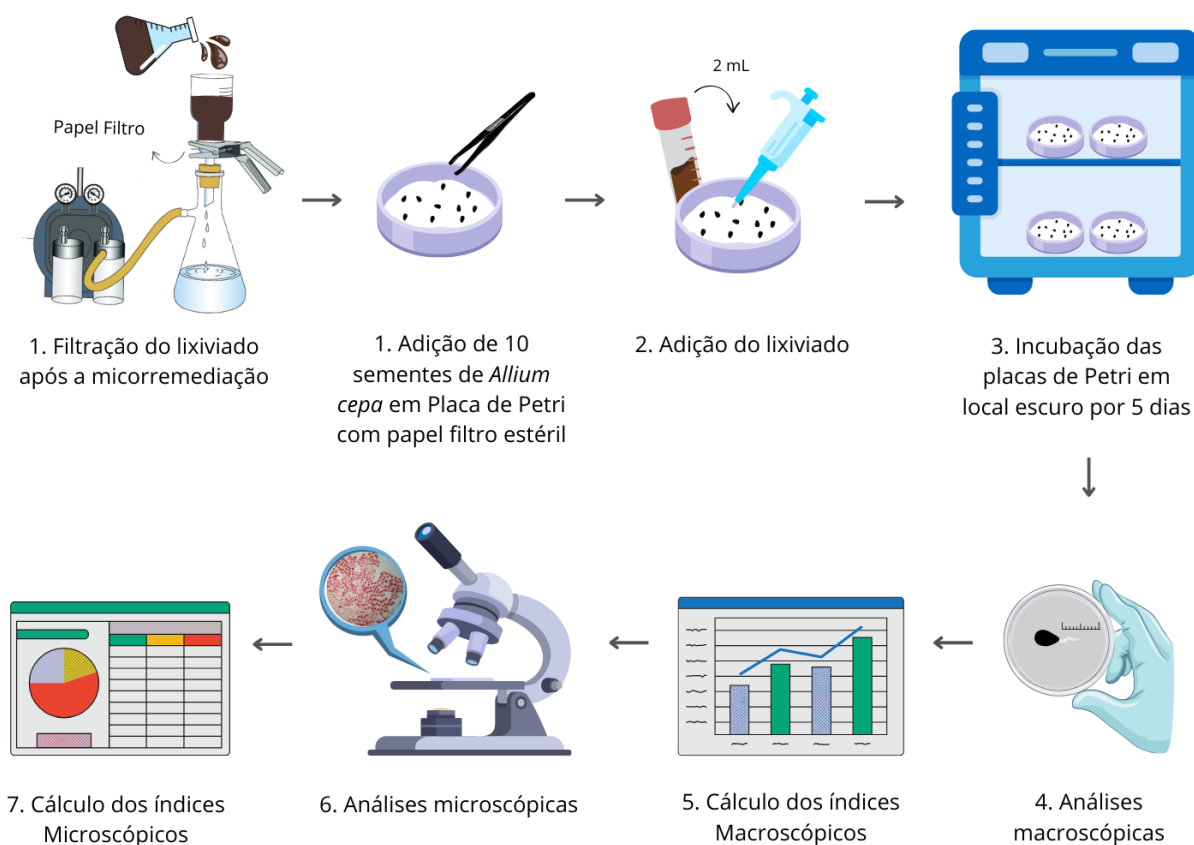 Papel Filtro
2 mL
1. Filtração do lixiviado
após a micorremediação
1. Adição de 10
sementes de Allium
cepa em Placa de Petri
com papel filtro estéril
2. Adição do lixiviado
3. Incubação das
placas de Petri em
local escuro por 5 dias
4. Análises
macroscópicas
5. Cálculo dos índices
Macroscópicos
6. Análises microscópicas
7. Cálculo dos índices
Microscópicos